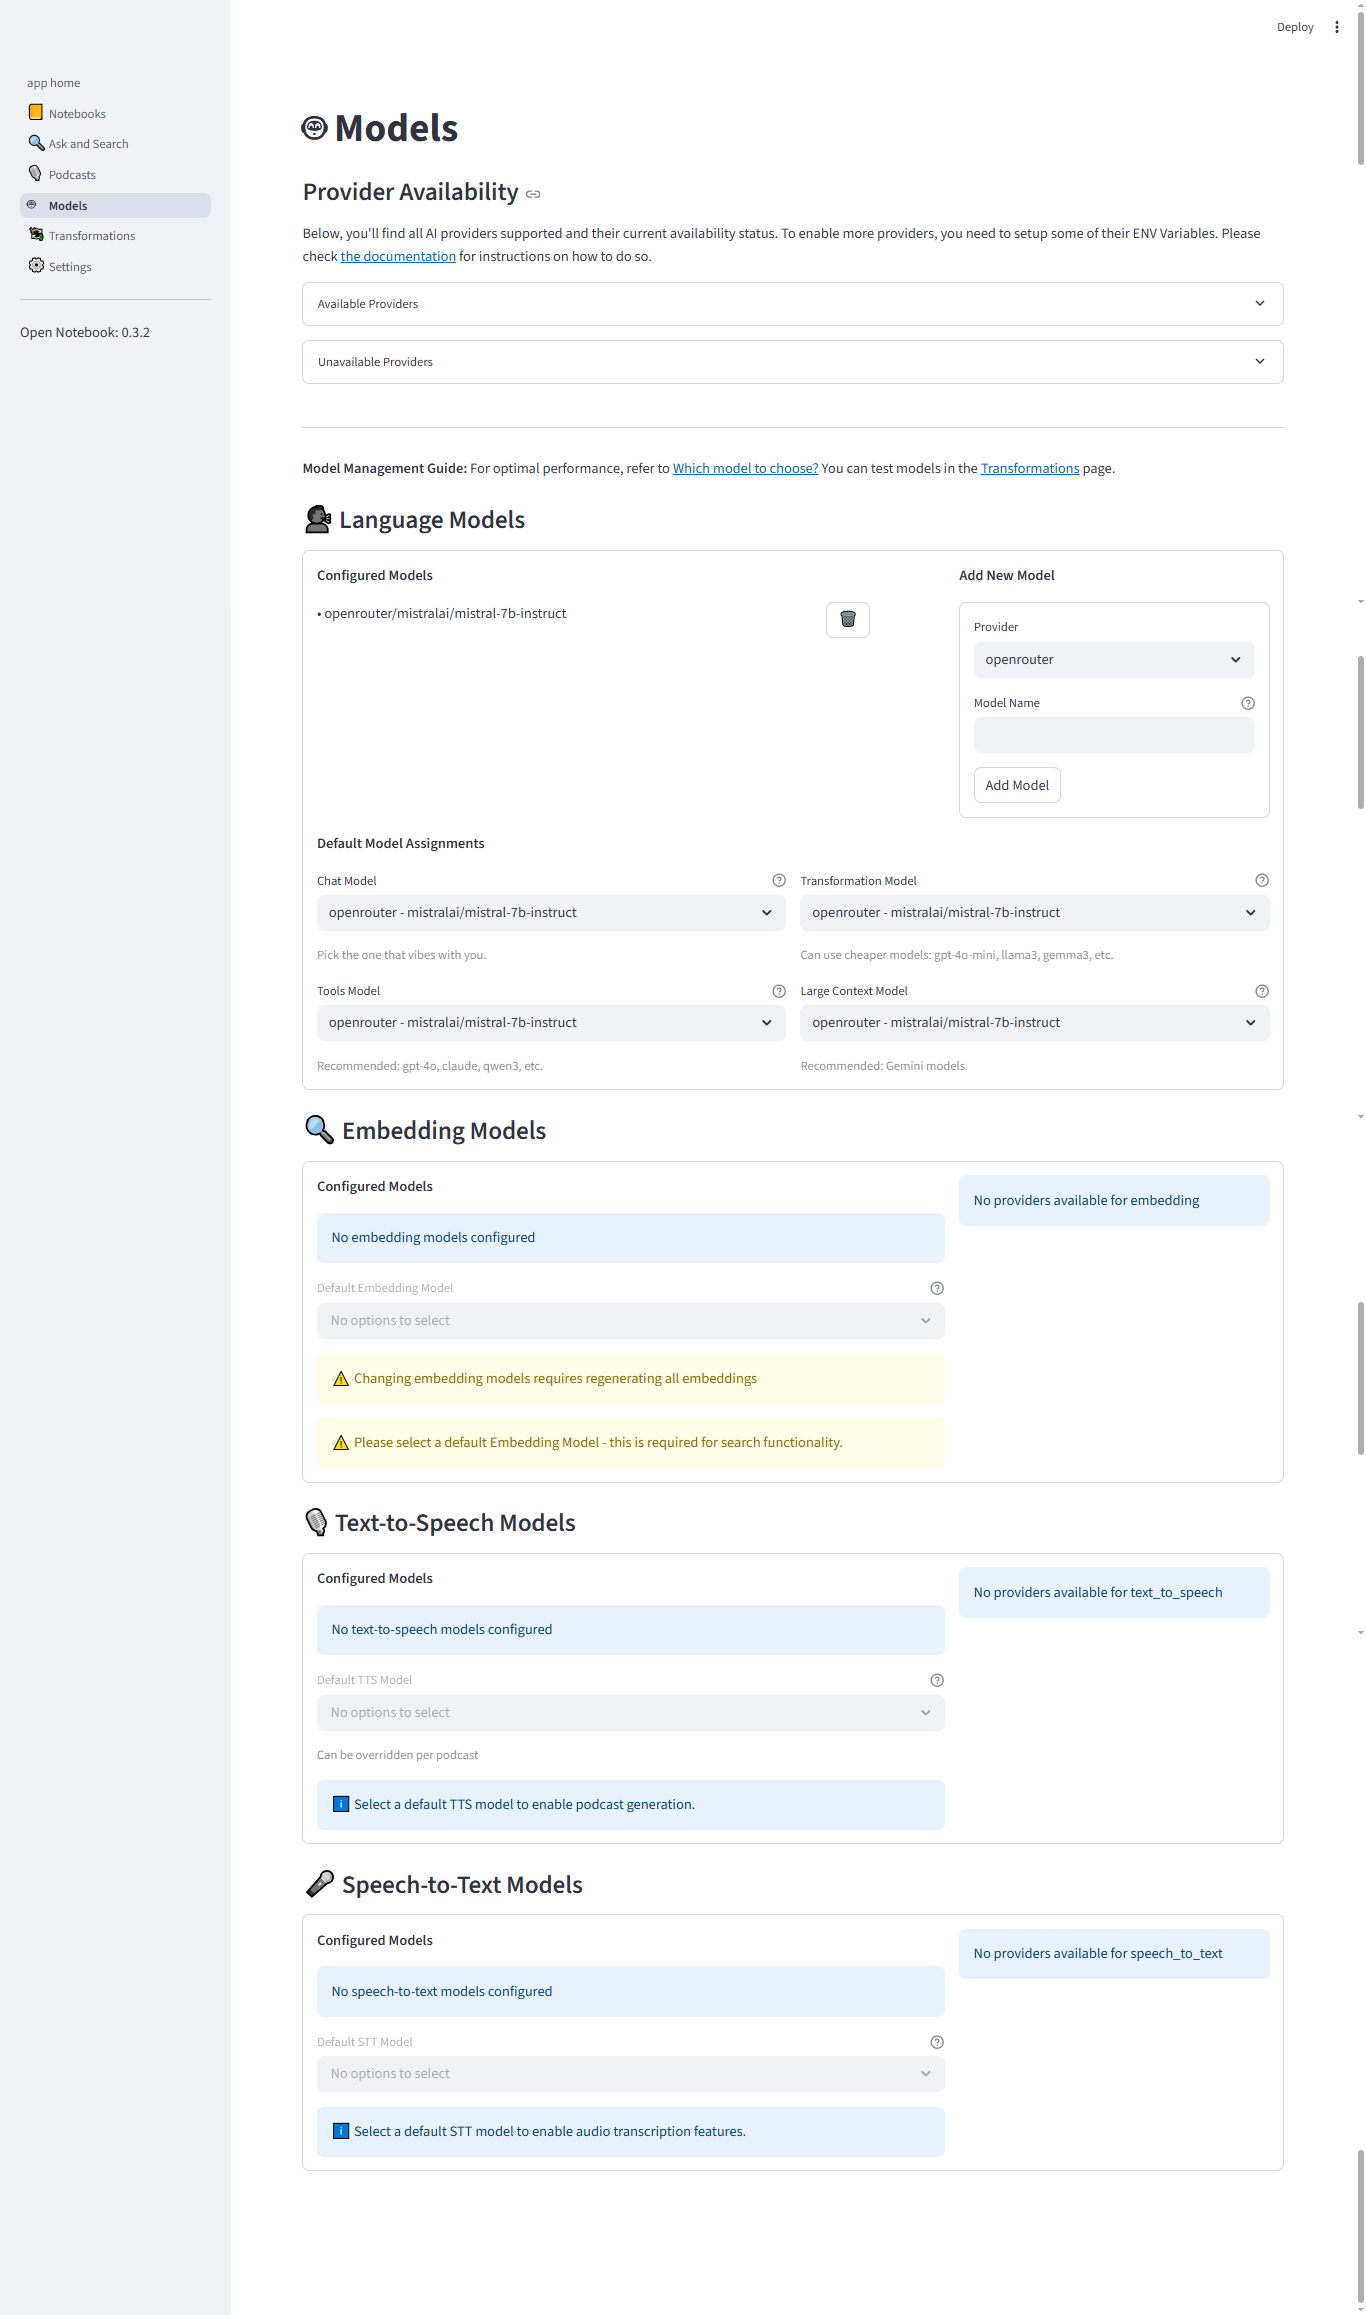 Deploy
app home
Notebooks
Ask and Search
Podcasts
Models
Transformations
Settings
Open Notebook: 0.3.2
Models
Provider Availability
Below, you'll find all AI providers supported and their current availability status. To enable more providers, you need to setup some of their ENV Variables. Please
check the documentation for instructions on how to do so.
Available Providers
Unavailable Providers
Model Management Guide: For optimal performance, refer to Which model to choose? You can test models in the Transformations page.
Language Models
Configured Models
• openrouter/mistralai/mistral-7b-instruct
Add New Model
Provider
openrouter
Model Name
Add Model
Default Model Assignments
Chat Model
openrouter - mistralai/mistral-7b-instruct
Pick the one that vibes with you.
Transformation Model
openrouter - mistralai/mistral-7b-instruct
Can use cheaper models: gpt-4o-mini, llama3, gemma3, etc.
Tools Model
openrouter - mistralai/mistral-7b-instruct
Recommended: gpt-4o, claude, qwen3, etc.
Large Context Model
openrouter - mistralai/mistral-7b-instruct
Recommended: Gemini models
Embedding Models
Configured Models
No embedding models configured
Default Embedding Model
No options to select
Changing embedding models requires regenerating all embeddings
Please select a default Embedding Model - this is required for search functionality.
No providers available for embedding
Text-to-Speech Models
Configured Models
No text-to-speech models configured
Default TTS Model
No options to select
Can be overridden per podcast
Select a default TTS model to enable podcast generation.
No providers available for text_to_speech
Speech-to-Text Models
Configured Models
No speech-to-text models configured
Default STT Model
No options to select
Select a default STT model to enable audio transcription features.
No providers available for speech_to_text